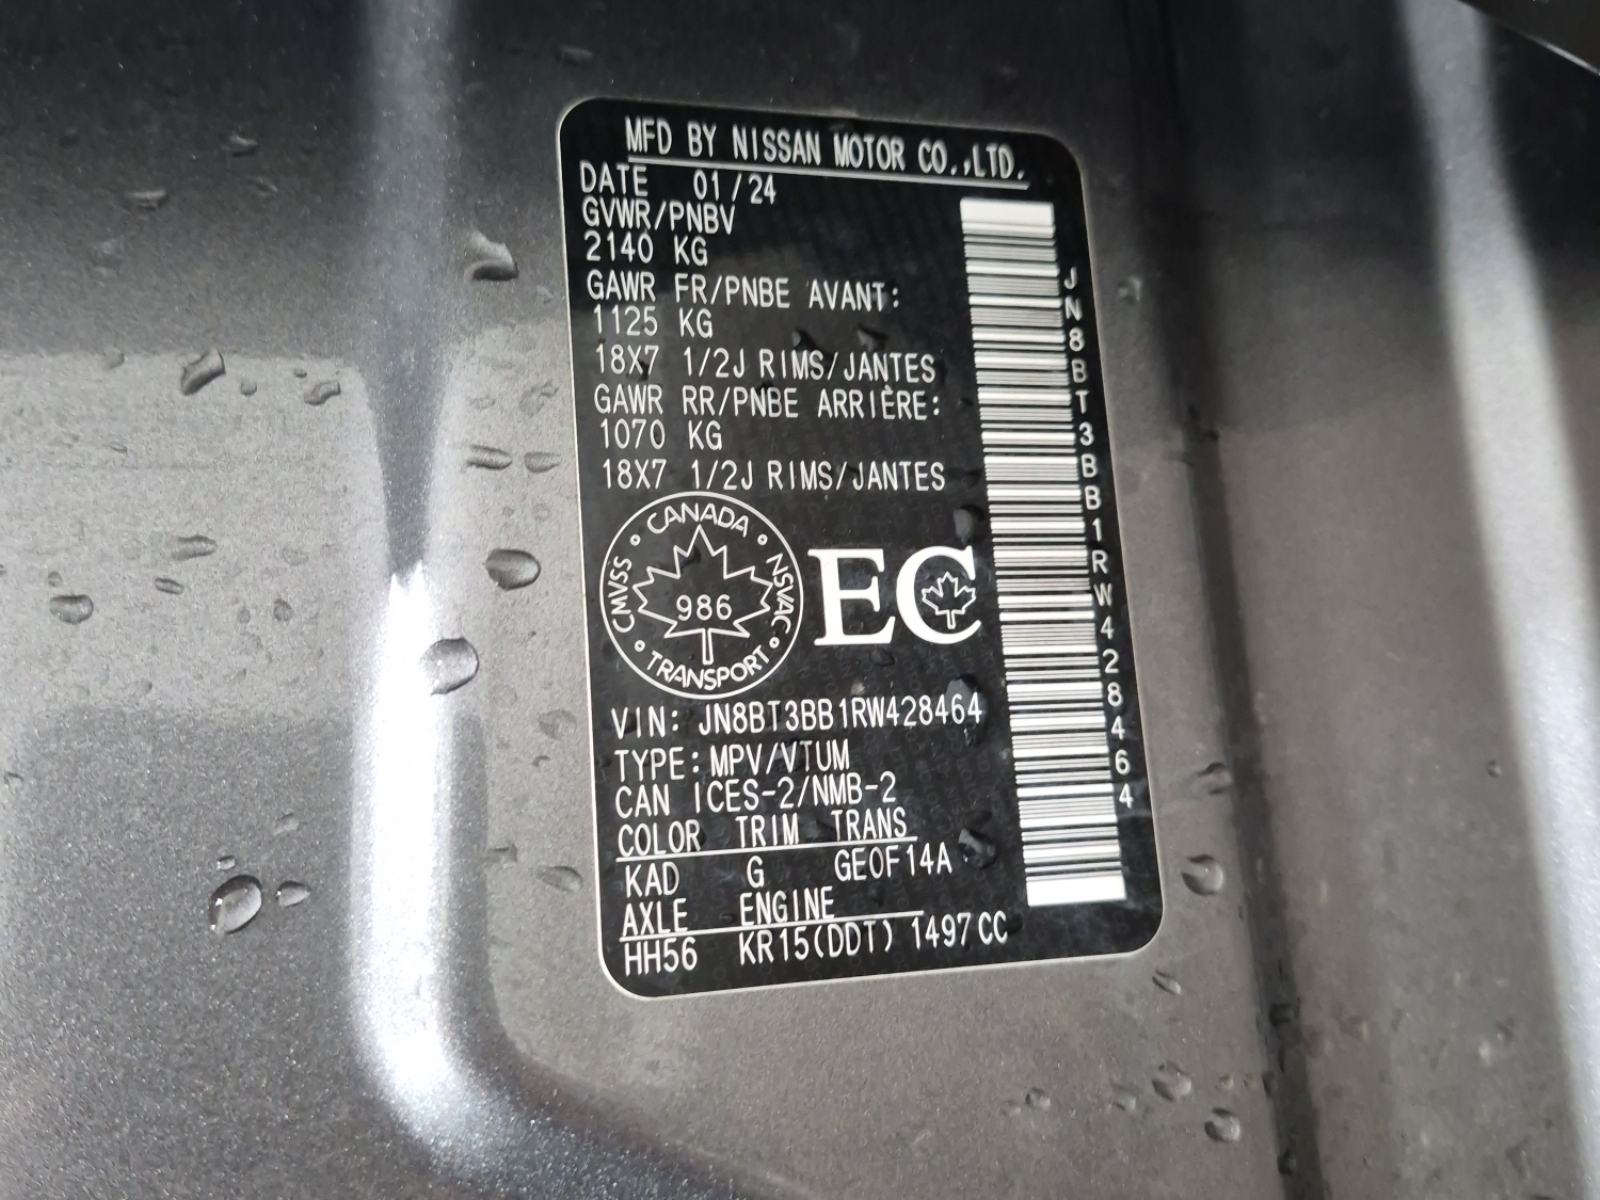 MFD BY NISSAN MOTOR CO.,LTD.
DATE 01/24
GVWR/PNBV
2140 KG
GAWR FR/PNBE AVANT:
1125 KG
18X7 1/2J RIMS/JANTES
GAWR RR/PNBE ARRIÈRE:
1070 KG
18X7 1/2J RIMS/JANTES
CANADA
CMVSS
NSVAC
986
TRANSPORT
EC
VIN: JN8BT3BB1RW428464
TYPE: MPV/VTUM
CAN ICES-2/NMB-2
COLOR TRIM TRANS
KAD G GE0F14A
AXLE ENGINE
HH56 KR15(DDT) 1497CC
JN8BT3BB1RW428464